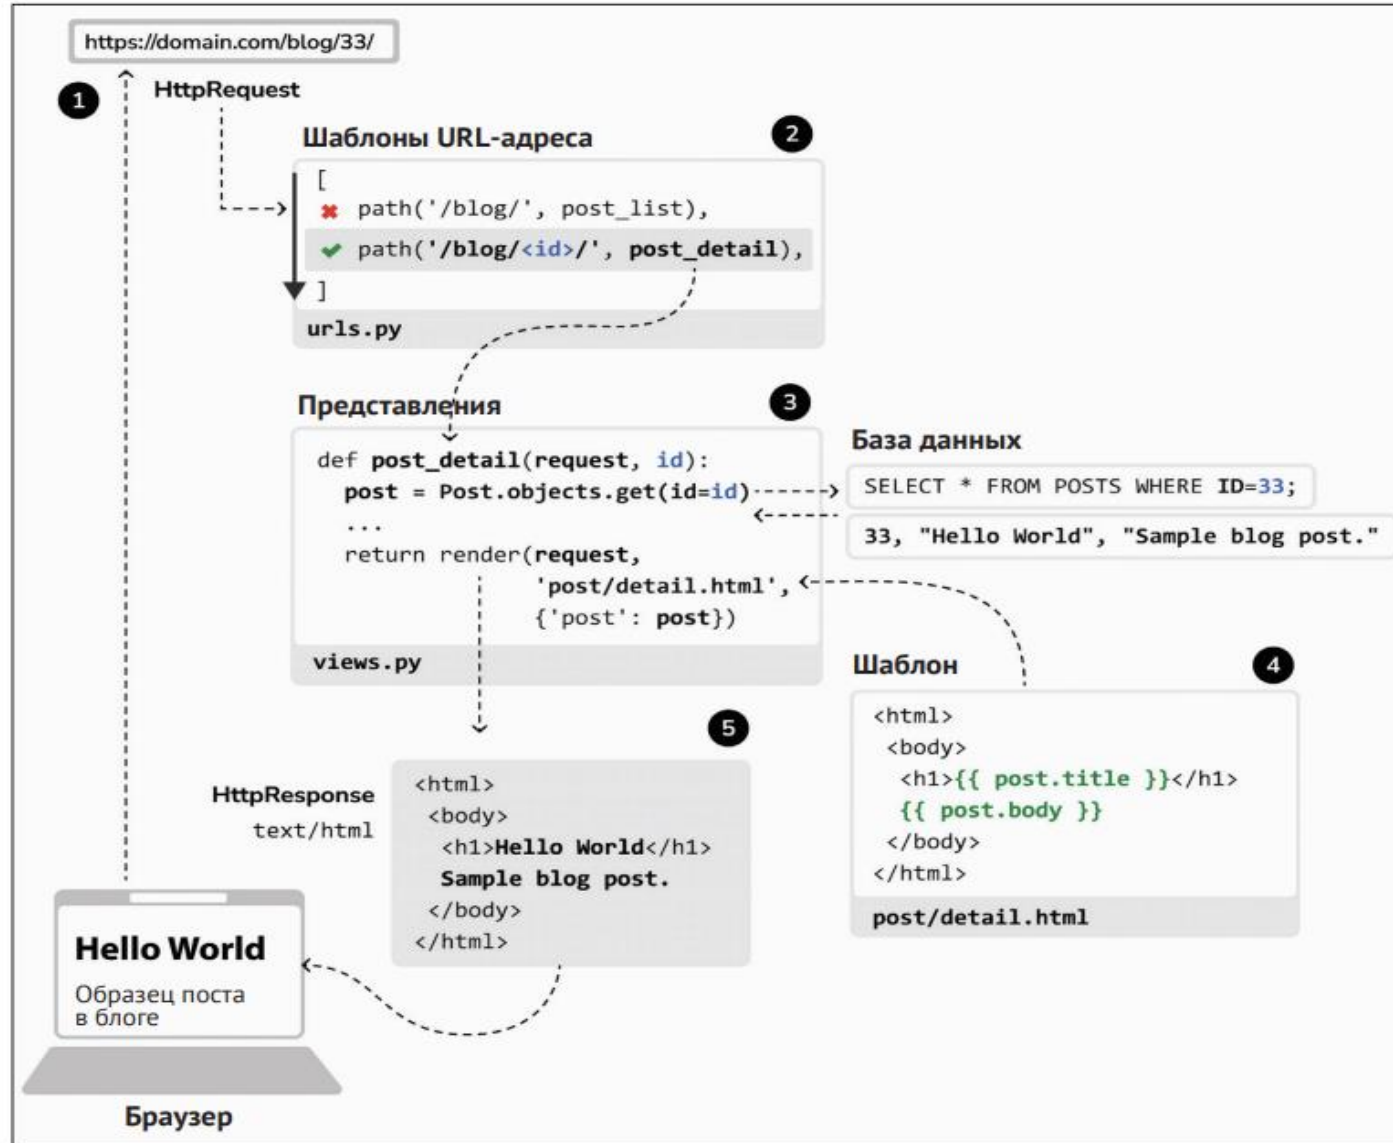 https://domain.com/blog/33/
1
HttpRequest
Шаблоны URL-адреса
2
[
path('/blog/', post_list),
path('/blog/<id>/', post_detail),
]
urls.py
Представления
3
def post_detail(request, id):
post = Post.objects.get(id=id)
...
return render(request,
'post/detail.html',
{'post': post})
views.py
База данных
SELECT * FROM POSTS WHERE ID=33;
33, "Hello World", "Sample blog post."
Шаблон
4
<html>
<body>
<h1>{{ post.title }}</h1>
{{ post.body }}
</body>
</html>
post/detail.html
5
HttpResponse
text/html
<html>
<body>
<h1>Hello World</h1>
Sample blog post.
</body>
</html>
Hello World
Образец поста
в блоге
Браузер